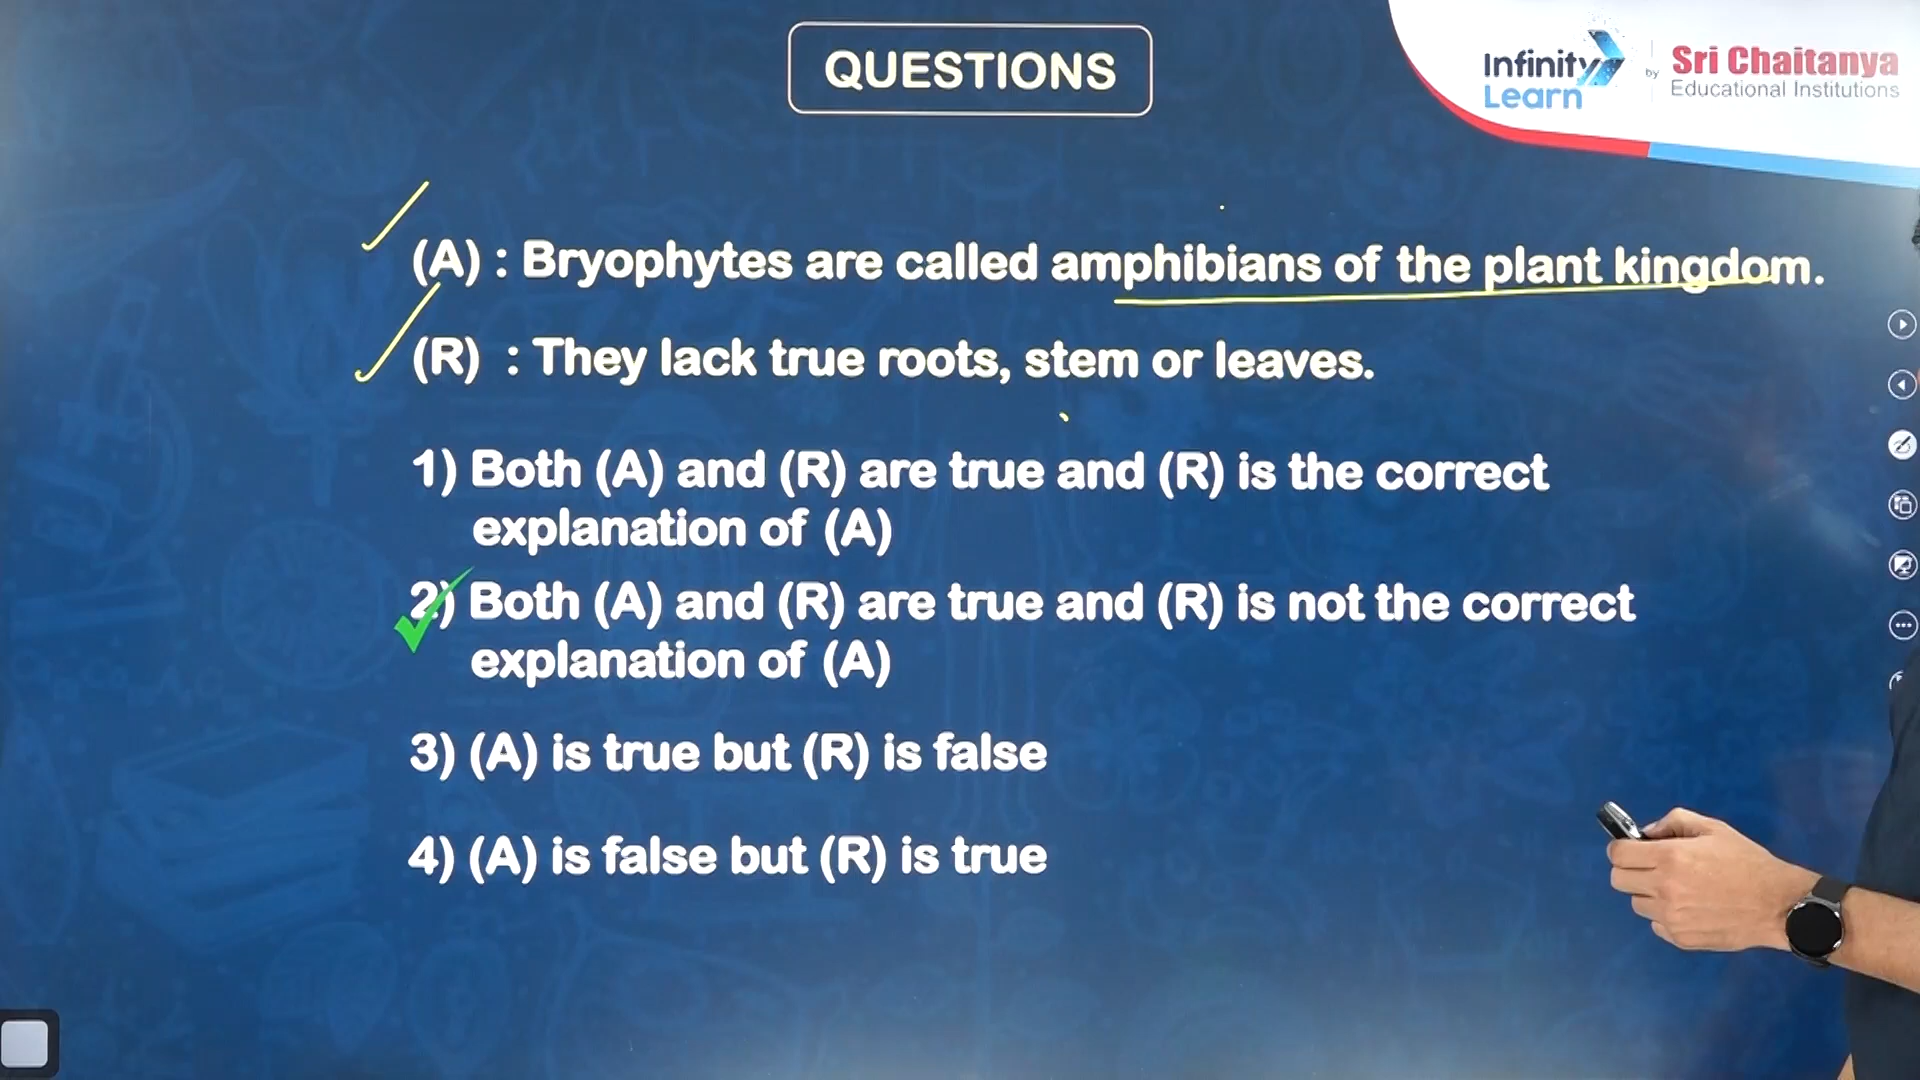 QUESTIONS
Infinity Learn by Sri Chaitanya Educational Institutions
(A) : Bryophytes are called amphibians of the plant kingdom.
(R) : They lack true roots, stem or leaves.
1) Both (A) and (R) are true and (R) is the correct
explanation of (A)
2) Both (A) and (R) are true and (R) is not the correct
explanation of (A)
3) (A) is true but (R) is false
4) (A) is false but (R) is true